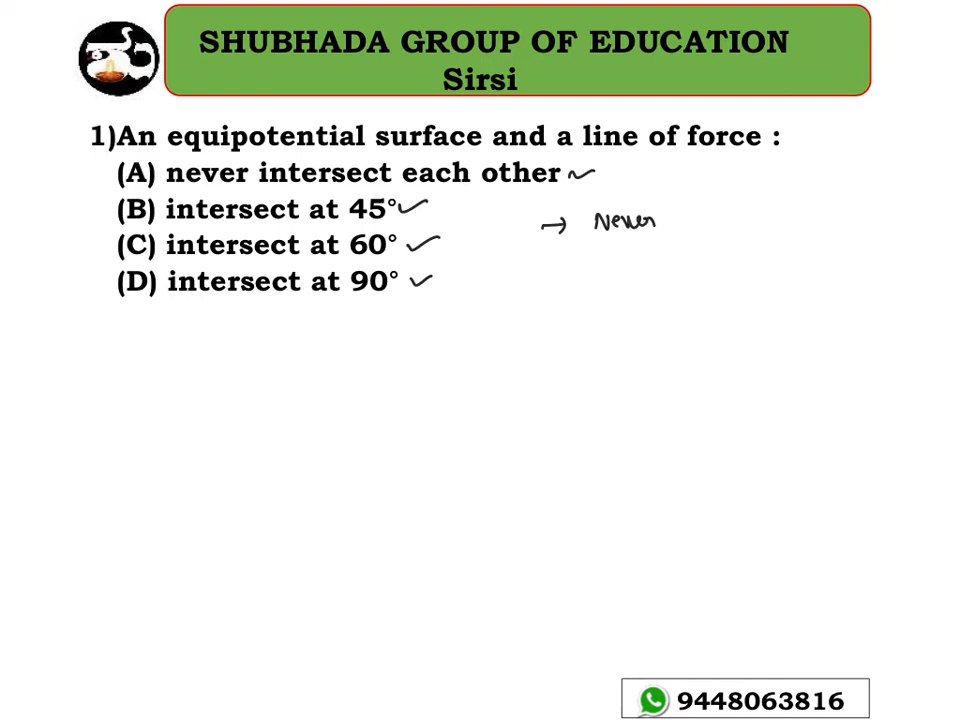 SHUBHADA GROUP OF EDUCATION
Sirsi
1)An equipotential surface and a line of force :
(A) never intersect each other
(B) intersect at 45°
(C) intersect at 60°
(D) intersect at 90°
→ Never
9448063816